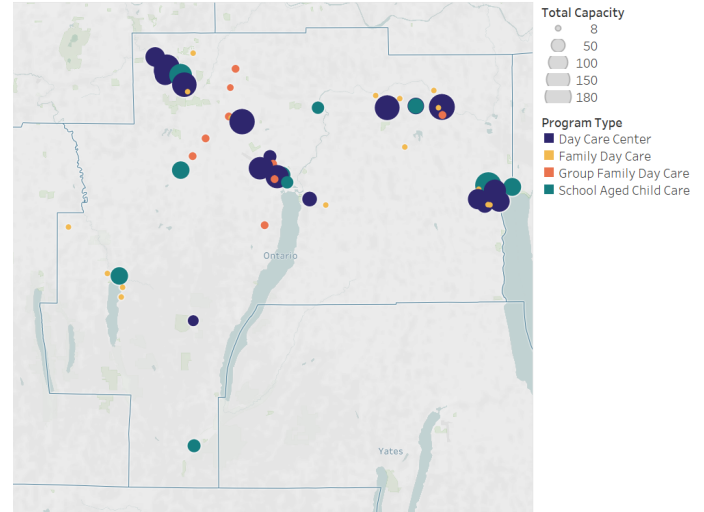 Total Capacity
8
50
100
150
180
Program Type
Day Care Center
Family Day Care
Group Family Day Care
School Aged Child Care
Ontario
Yates